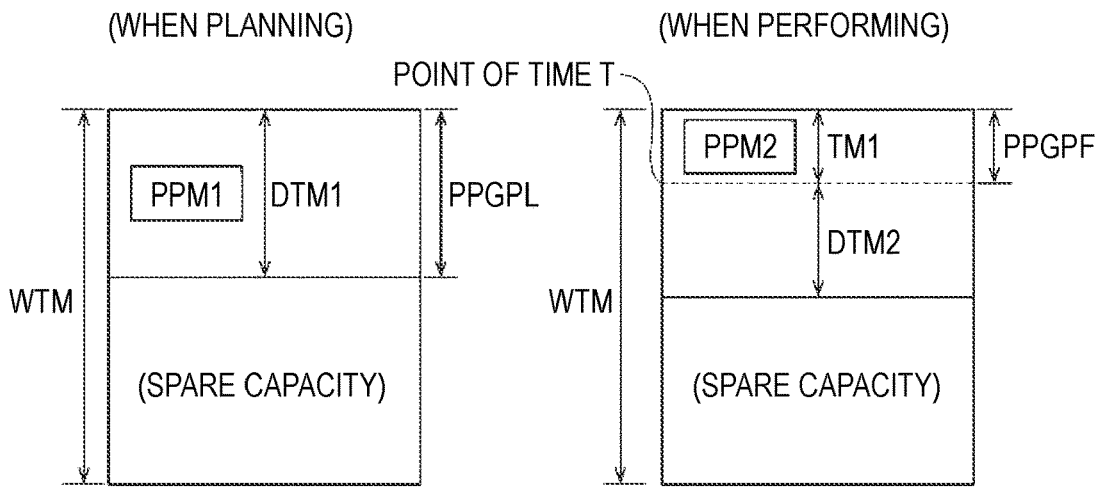 (WHEN PLANNING)
(WHEN PERFORMING)
POINT OF TIME T
PPM1
DTM1
PPGPL
WTM
(SPARE CAPACITY)
PPM2
TM1
PPGPF
DTM2
WTM
(SPARE CAPACITY)